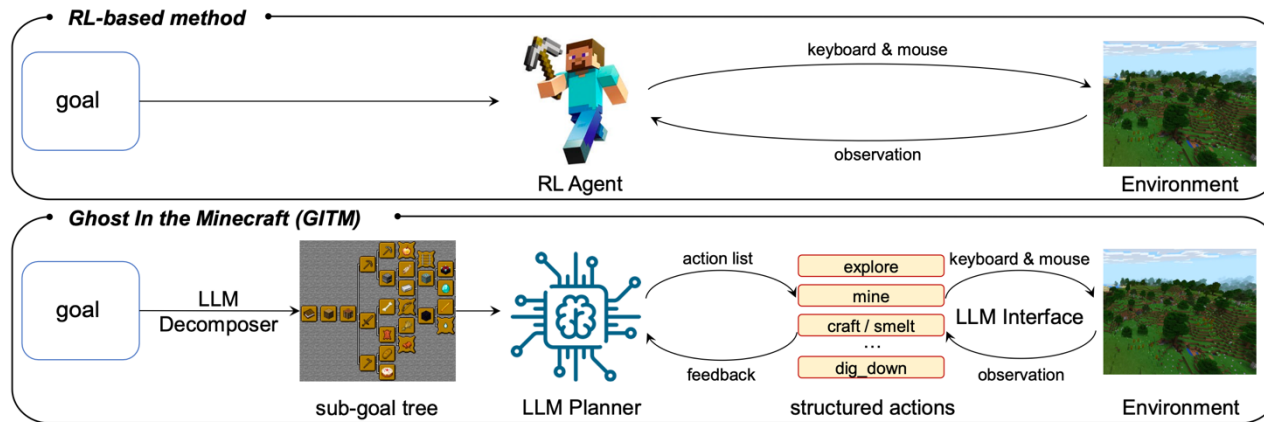 RL-based method
goal
keyboard & mouse
observation
RL Agent
Environment
Ghost In the Minecraft (GITM)
goal
LLM
Decomposer
sub-goal tree
LLM Planner
action list
feedback
explore
mine
craft / smelt
...
dig_down
structured actions
keyboard & mouse
LLM Interface
observation
Environment